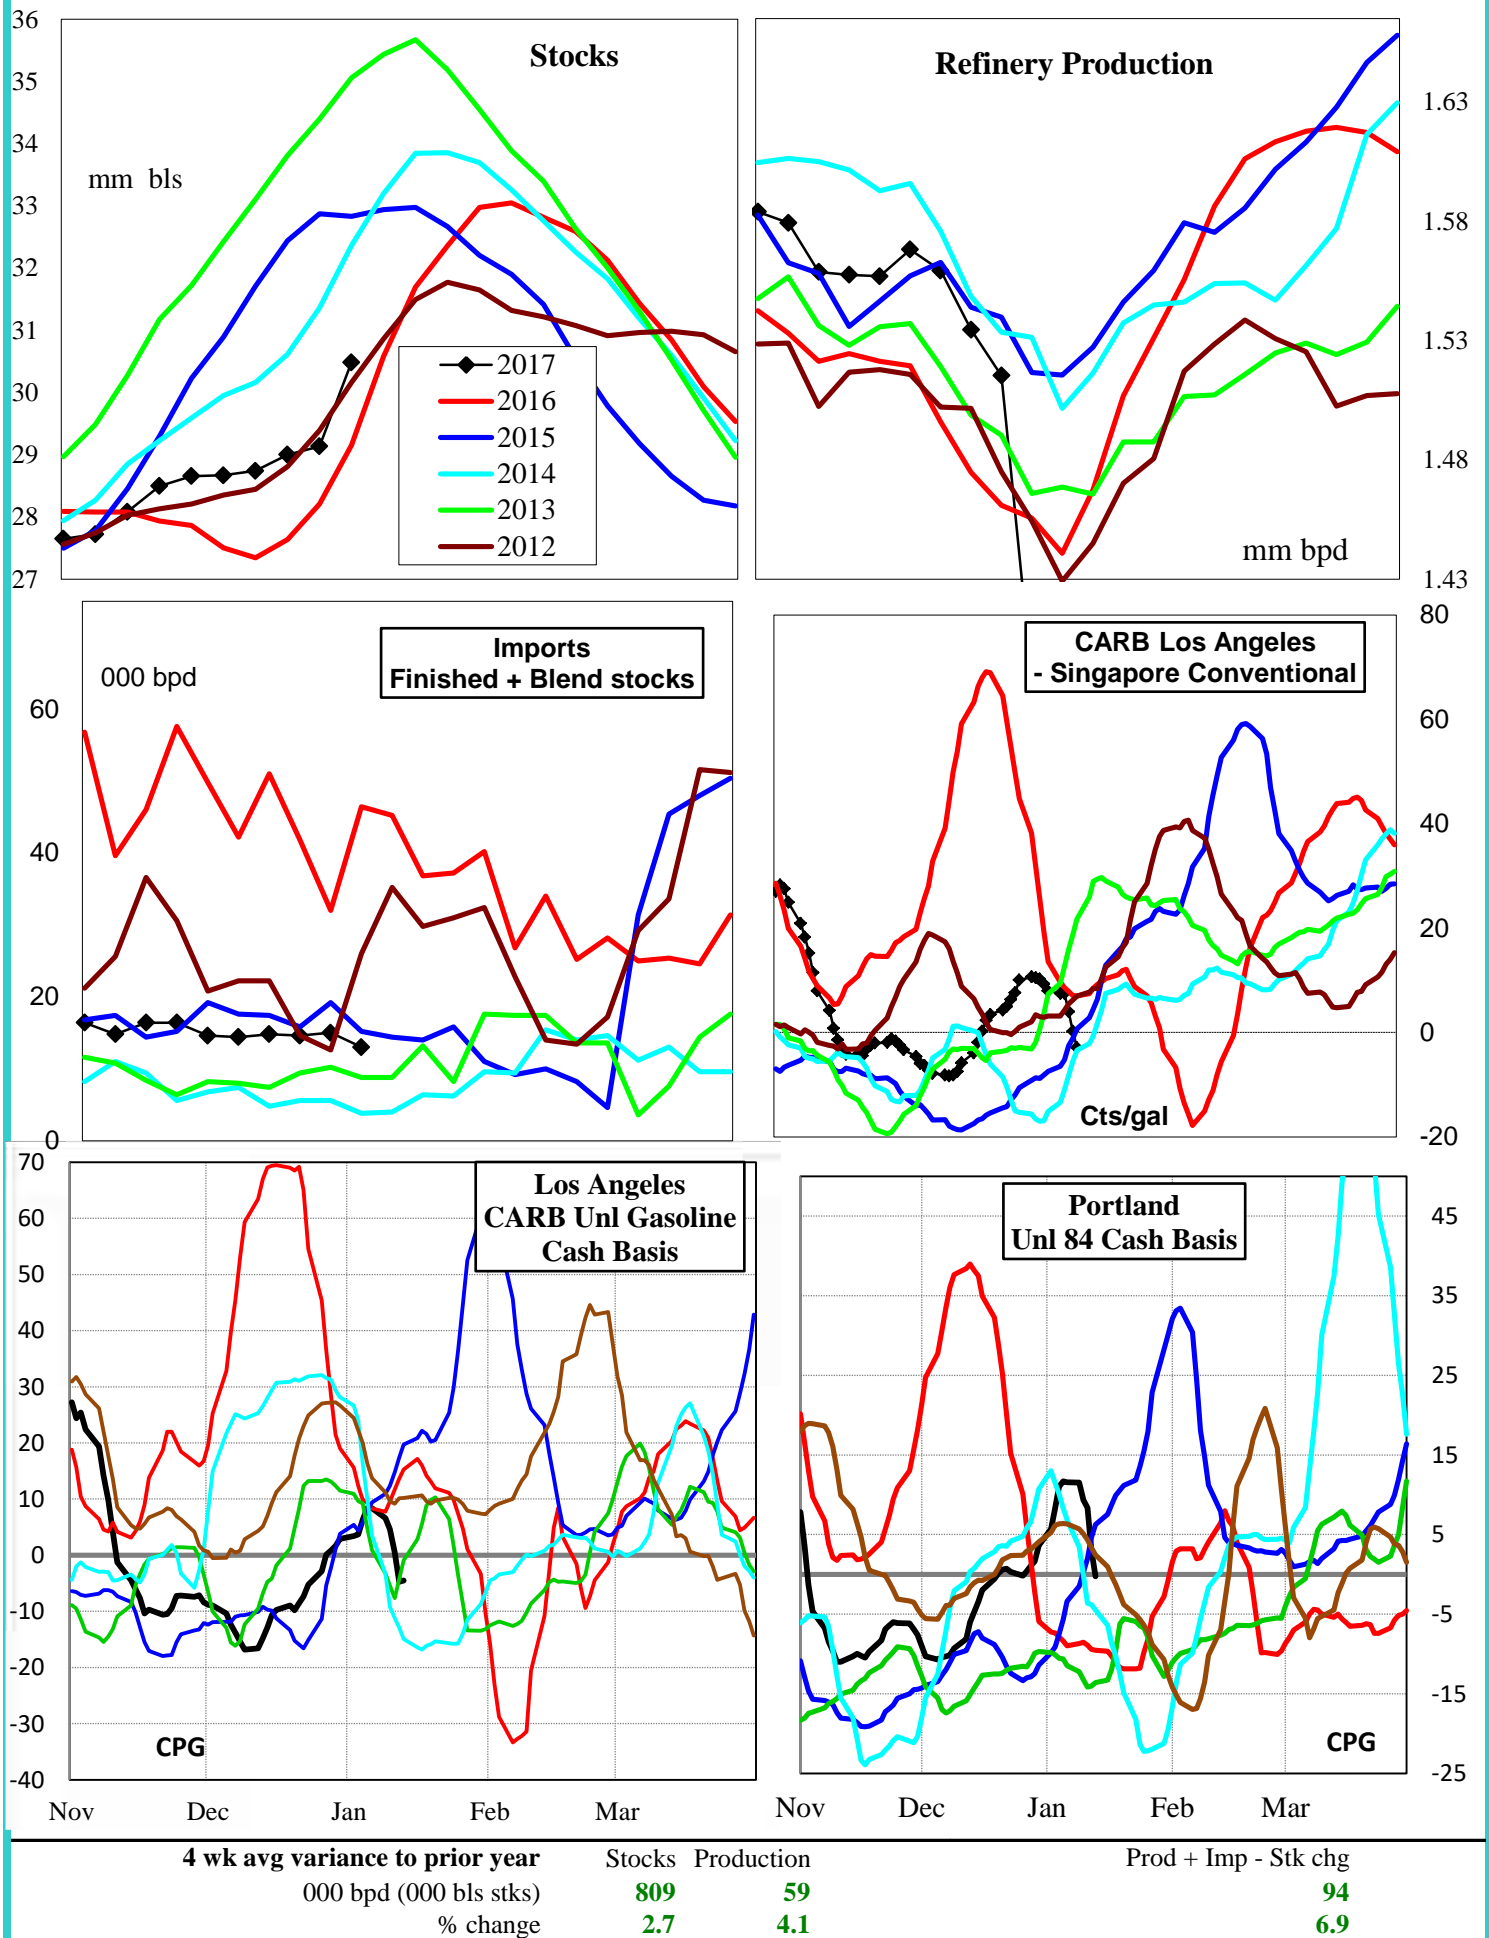 36
35
34
33
32
31
30
29
28
27
Stocks
mm bls
2017
2016
2015
2014
2013
2012
Refinery Production
1.63
1.58
1.53
1.48
1.43
mm bpd
Imports
Finished + Blend stocks
000 bpd
60
40
20
0
CARB Los Angeles
- Singapore Conventional
80
60
40
20
0
-20
Cts/gal
70
60
50
40
30
20
10
0
-10
-20
-30
-40
Los Angeles
CARB Unl Gasoline
Cash Basis
CPG
Nov Dec Jan Feb Mar
Portland
Unl 84 Cash Basis
45
35
25
15
5
-5
-15
-25
CPG
Nov Dec Jan Feb Mar
4 wk avg variance to prior year Stocks Production Prod + Imp - Stk chg
000 bpd (000 bls stks) 809 59 94
% change 2.7 4.1 6.9